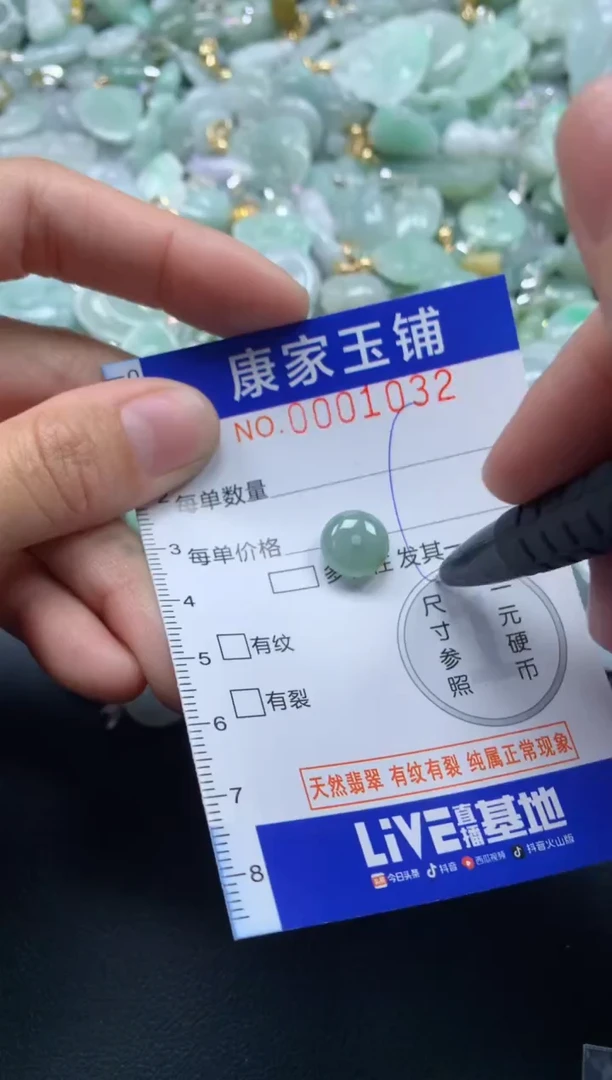 康家玉铺
NO.0001032
每单数量
每单价格
多 任 发其一
有纹
有裂
尺寸参照
一元硬币
天然翡翠 有纹有裂 纯属正常现象
LiVE直播基地
今日头条 抖音 西瓜视频 抖音火山版
2
3
4
5
6
7
8